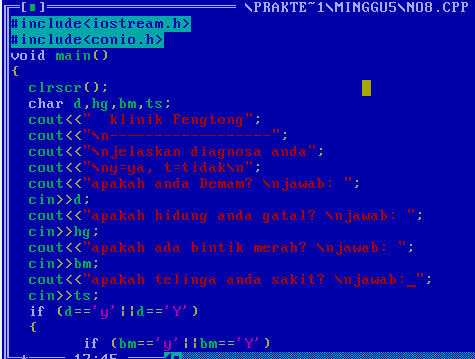 [■] \PRAKTE~1\MINGGU5\NO8.CPP
#include<iostream.h>
#include<conio.h>
void main()
{
clrscr();
char d,hg,bm,ts;
cout<<"  klinik Fengtong";
cout<<"\n------------------";
cout<<"\njelaskan diagnosa anda";
cout<<"\ny=ya, t=tidak\n";
cout<<"apakah anda Demam? \njawab: ";
cin>>d;
cout<<"apakah hidung anda gatal? \njawab: ";
cin>>hg;
cout<<"apakah ada bintik merah? \njawab: ";
cin>>bm;
cout<<"apakah telinga anda sakit? \njawab:_";
cin>>ts;
if (d=='y'||d=='Y')
{
if (bm=='y'||bm=='Y')